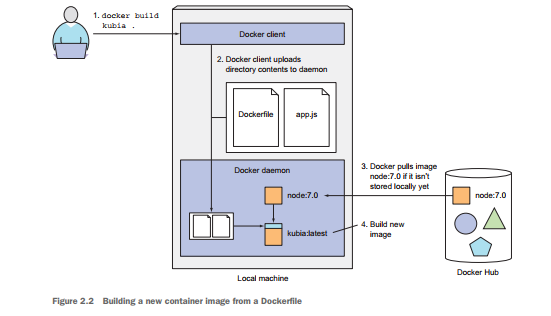 1. docker build
kubia .
Docker client
2. Docker client uploads
directory contents to daemon
Dockerfile
app.js
Docker daemon
3. Docker pulls image
node:7.0 if it isn't
stored locally yet
node:7.0
node:7.0
kubia:latest
4. Build new
image
Local machine
Docker Hub
Figure 2.2 Building a new container image from a Dockerfile